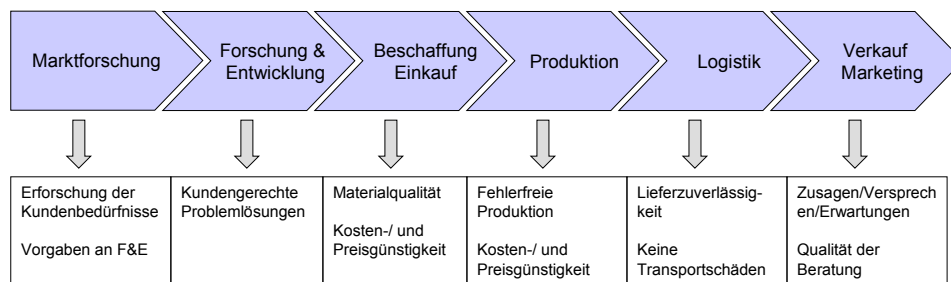 Marktforschung
Forschung &
Entwicklung
Beschaffung
Einkauf
Produktion
Logistik
Verkauf
Marketing
Erforschung der
Kundenbedürfnisse
Vorgaben an F&E
Kundengerechte
Problemlösungen
Materialqualität
Kosten-/ und
Preisgünstigkeit
Fehlerfreie
Produktion
Kosten-/ und
Preisgünstigkeit
Lieferzuverlässig-
keit
Keine
Transportschäden
Zusagen/Versprech
en/Erwartungen
Qualität der
Beratung